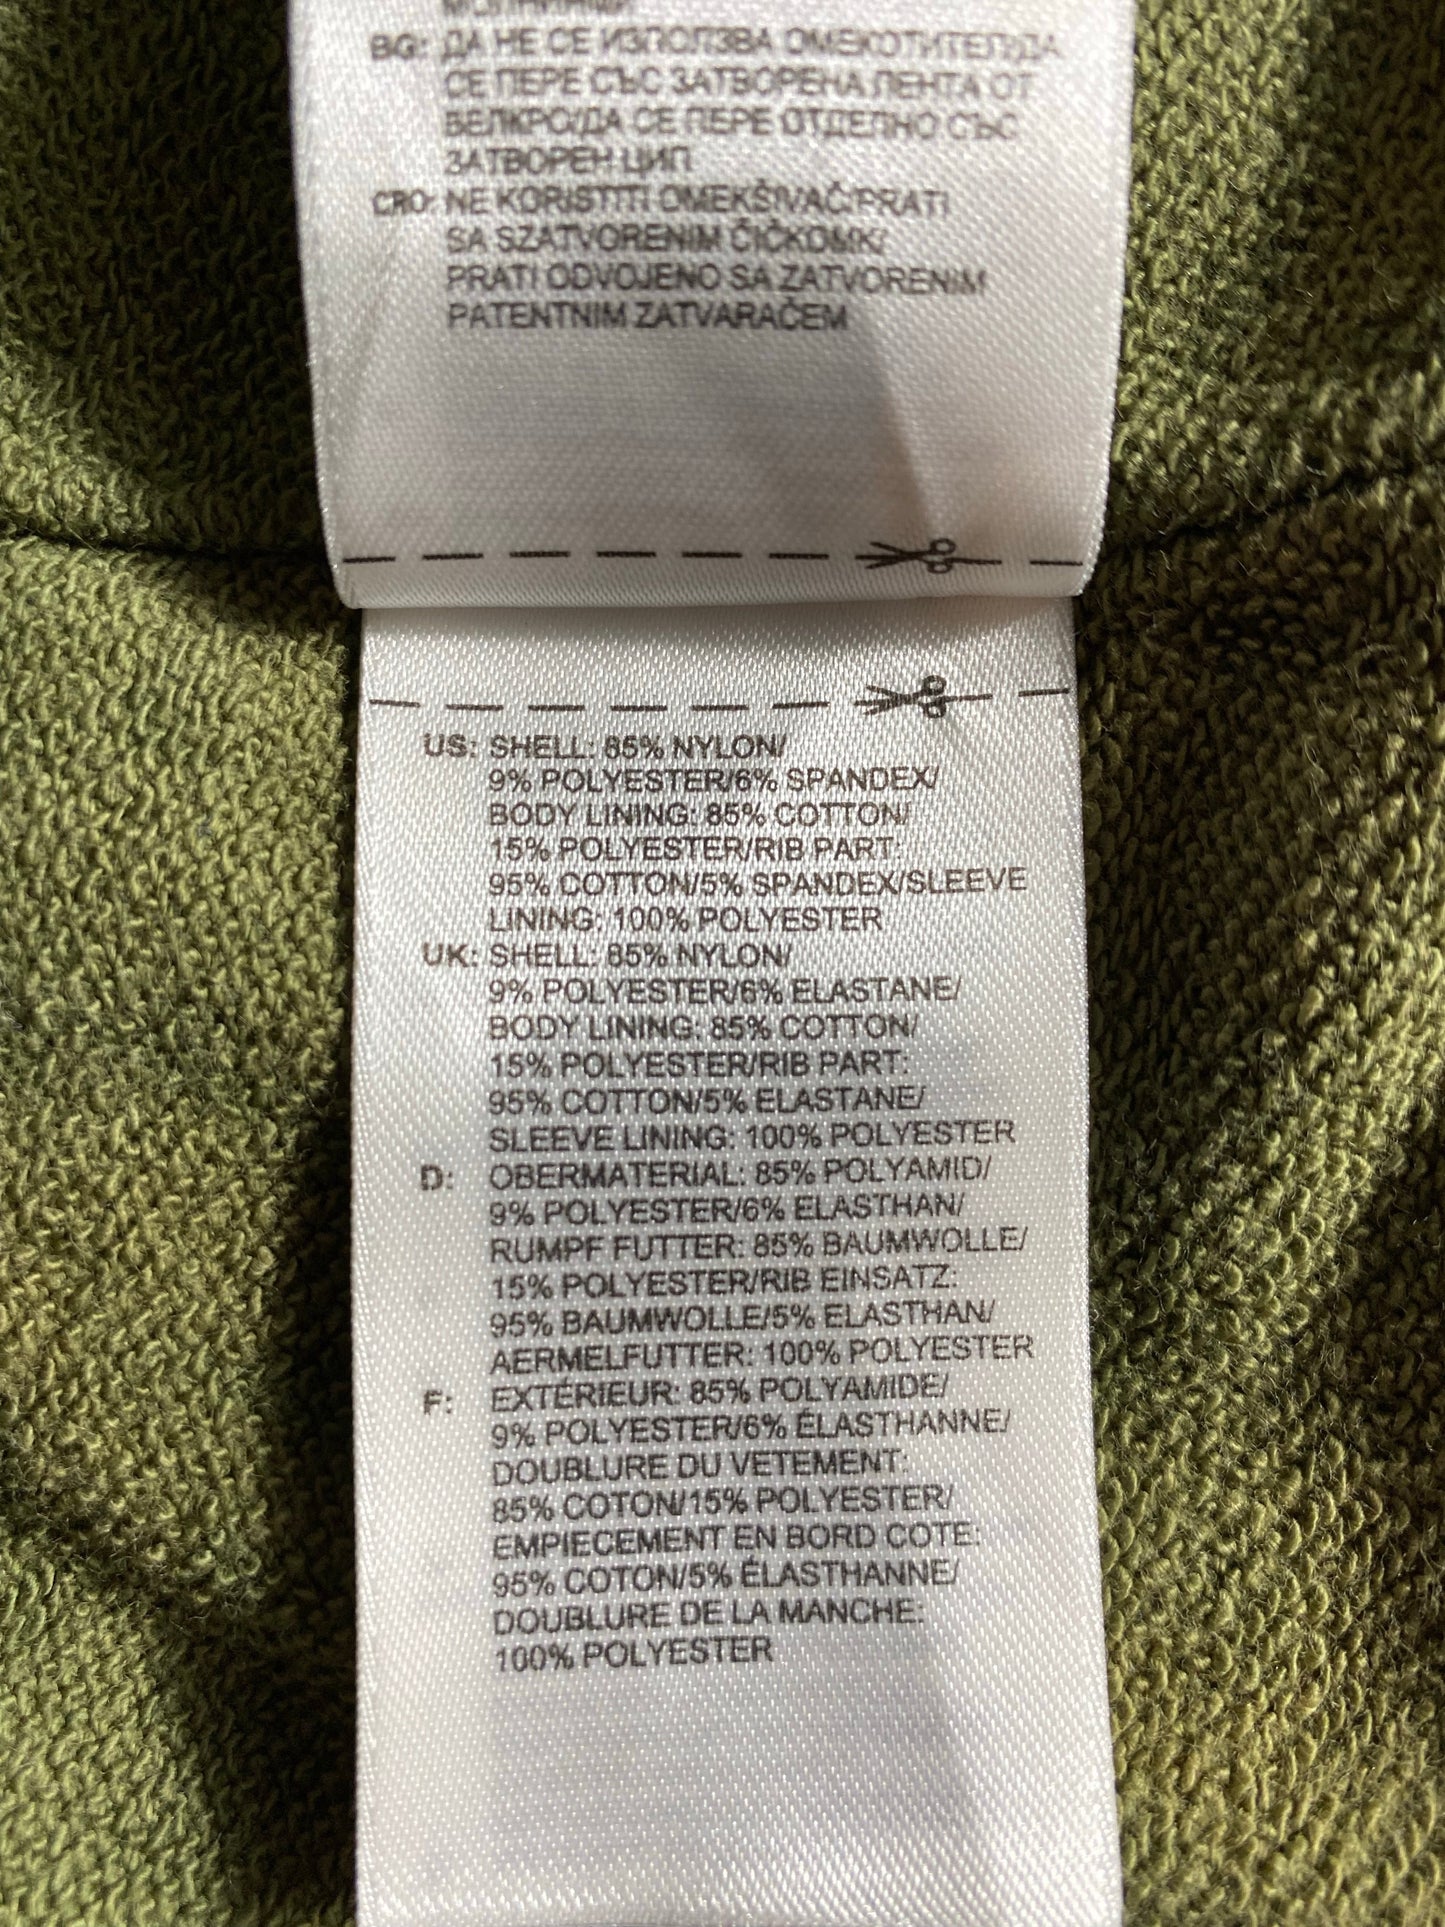 BG: ДА НЕ СЕ ИЗПОЛЗВА ОМЕКОТИТЕЛ/ДА
СЕ ПЕРЕ СЪС ЗАТВОРЕНА ЛЕНТА ОТ
ВЕЛКРО/ДА СЕ ПЕРЕ ОТДЕЛНО СЪС
ЗАТВОРЕН ЦИП
CRO: NE KORISTITI OMEKŠIVAČ/PRATI
SA SZATVORENIM ČIČKOMK/
PRATI ODVOJENO SA ZATVORENIM
PATENTNIM ZATVARAČEM
US: SHELL: 85% NYLON/
9% POLYESTER/6% SPANDEX/
BODY LINING: 85% COTTON/
15% POLYESTER/RIB PART:
95% COTTON/5% SPANDEX/SLEEVE
LINING: 100% POLYESTER
UK: SHELL: 85% NYLON/
9% POLYESTER/6% ELASTANE/
BODY LINING: 85% COTTON/
15% POLYESTER/RIB PART:
95% COTTON/5% ELASTANE/
SLEEVE LINING: 100% POLYESTER
D: OBERMATERIAL: 85% POLYAMID/
9% POLYESTER/6% ELASTHAN/
RUMPF FUTTER: 85% BAUMWOLLE/
15% POLYESTER/RIB EINSATZ:
95% BAUMWOLLE/5% ELASTHAN/
AERMELFUTTER: 100% POLYESTER
F: EXTÉRIEUR: 85% POLYAMIDE/
9% POLYESTER/6% ÉLASTHANNE/
DOUBLURE DU VETEMENT:
85% COTON/15% POLYESTER/
EMPIECEMENT EN BORD COTE:
95% COTON/5% ÉLASTHANNE/
DOUBLURE DE LA MANCHE:
100% POLYESTER